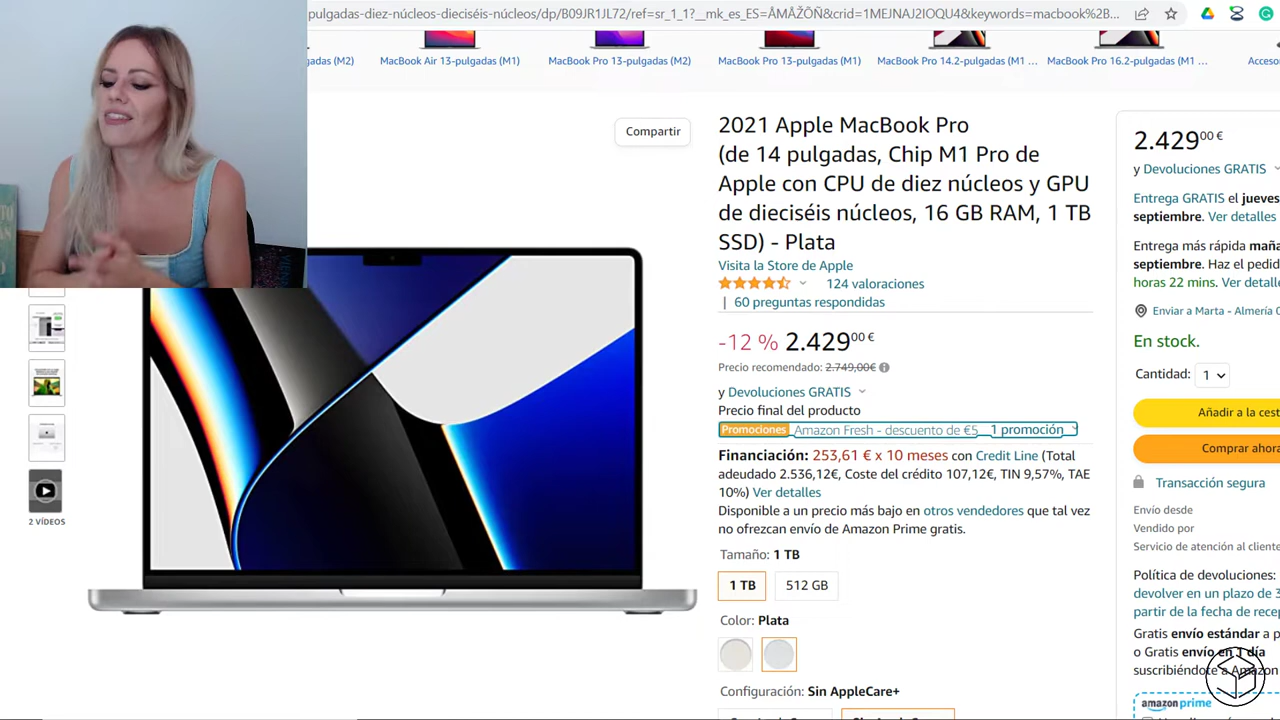 pulgadas-diez-núcleos-dieciséis-núcleos/dp/B09JR1JL72/ref=sr_1_1?__mk_es_ES=ÅMÅŽÕÑ&crid=1MEJNAJ2IOQU4&keywords=macbook%2B...
adas (M2)
MacBook Air 13-pulgadas (M1)
MacBook Pro 13-pulgadas (M2)
MacBook Pro 13-pulgadas (M1)
MacBook Pro 14.2-pulgadas (M1 ...
MacBook Pro 16.2-pulgadas (M1 ...
Acceso
Compartir
2021 Apple MacBook Pro
(de 14 pulgadas, Chip M1 Pro de
Apple con CPU de diez núcleos y GPU
de dieciséis núcleos, 16 GB RAM, 1 TB
SSD) - Plata
Visita la Store de Apple
124 valoraciones
| 60 preguntas respondidas
-12 % 2.429,00 €
Precio recomendado: 2.749,00€
y Devoluciones GRATIS
Precio final del producto
Promociones Amazon Fresh - descuento de €5 1 promoción
Financiación: 253,61 € x 10 meses con Credit Line (Total
adeudado 2.536,12€, Coste del crédito 107,12€, TIN 9,57%, TAE
10%) Ver detalles
Disponible a un precio más bajo en otros vendedores que tal vez
no ofrezcan envío de Amazon Prime gratis.
Tamaño: 1 TB
1 TB
512 GB
Color: Plata
Configuración: Sin AppleCare+
2 VÍDEOS
2.429,00 €
y Devoluciones GRATIS
Entrega GRATIS el jueves
septiembre. Ver detalles
Entrega más rápida maña
septiembre. Haz el pedid
horas 22 mins. Ver detalle
Enviar a Marta - Almería 0
En stock.
Cantidad: 1
Añadir a la cest
Comprar ahora
Transacción segura
Envío desde
Vendido por
Servicio de atención al cliente
Política de devoluciones:
devolver en un plazo de 3
partir de la fecha de recep
Gratis envío estándar a p
o Gratis envío en 1 día
suscribiéndote a Amazon
amazon prime